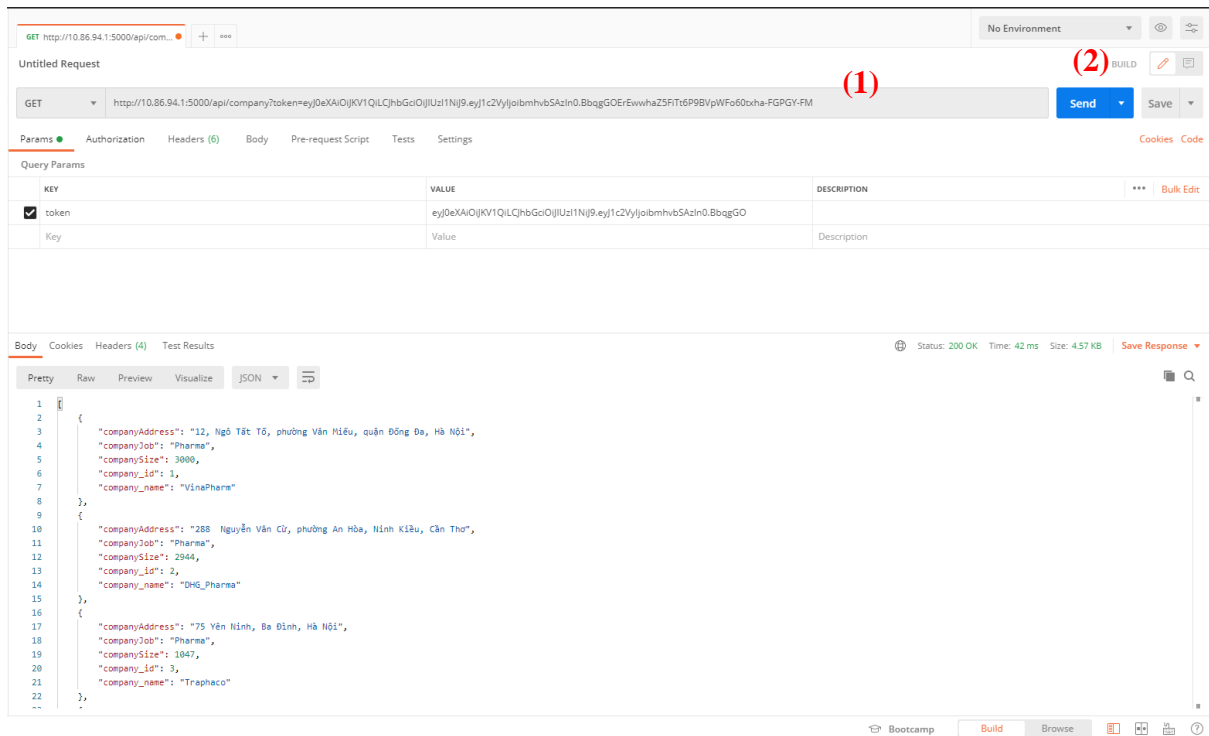 GET http://10.86.94.1:5000/api/com... + ooo No Environment
Untitled Request (2) BUILD
(1)
GET http://10.86.94.1:5000/api/company?token=eyJ0eXAiOiJKV1QiLCJhbGciOiJIUzI1NiJ9.eyJ1c2VyIjoibmhvbSAzIn0.BbqgGOErEwwhaZ5FiTt6P9BVpWFo60txha-FGPGY-FM Send Save
Params Authorization Headers (6) Body Pre-request Script Tests Settings Cookies Code
Query Params
KEY VALUE DESCRIPTION ••• Bulk Edit
token eyJ0eXAiOiJKV1QiLCJhbGciOiJIUzI1NiJ9.eyJ1c2VyIjoibmhvbSAzIn0.BbqgGO
Key Value Description
Body Cookies Headers (4) Test Results Status: 200 OK Time: 42 ms Size: 4.57 KB Save Response
Pretty Raw Preview Visualize JSON
1 [
2 {
3 "companyAddress": "12, Ngô Tất Tố, phường Văn Miếu, quận Đống Đa, Hà Nội",
4 "companyJob": "Pharma",
5 "companySize": 3000,
6 "company_id": 1,
7 "company_name": "VinaPharm"
8 },
9 {
10 "companyAddress": "288  Nguyễn Văn Cừ, phường An Hòa, Ninh Kiều, Cần Thơ",
11 "companyJob": "Pharma",
12 "companySize": 2944,
13 "company_id": 2,
14 "company_name": "DHG_Pharma"
15 },
16 {
17 "companyAddress": "75 Yên Ninh, Ba Đình, Hà Nội",
18 "companyJob": "Pharma",
19 "companySize": 1047,
20 "company_id": 3,
21 "company_name": "Traphaco"
22 },
Bootcamp Build Browse